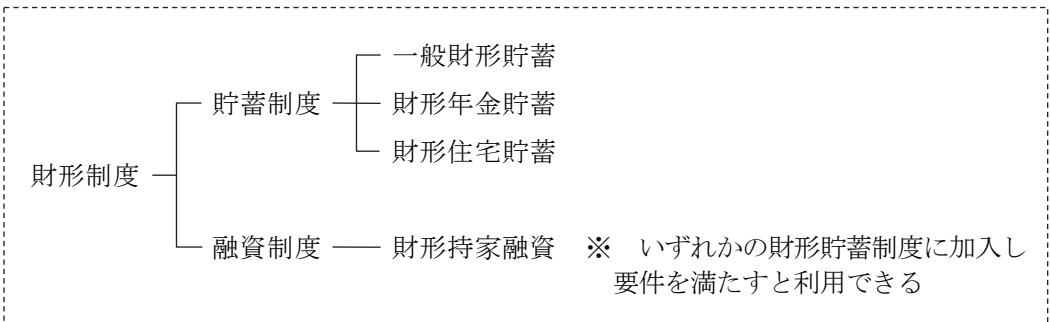 一般財形貯蓄
貯蓄制度
財形年金貯蓄
財形住宅貯蓄
財形制度
融資制度
財形持家融資
※ いずれかの財形貯蓄制度に加入し
要件を満たすと利用できる